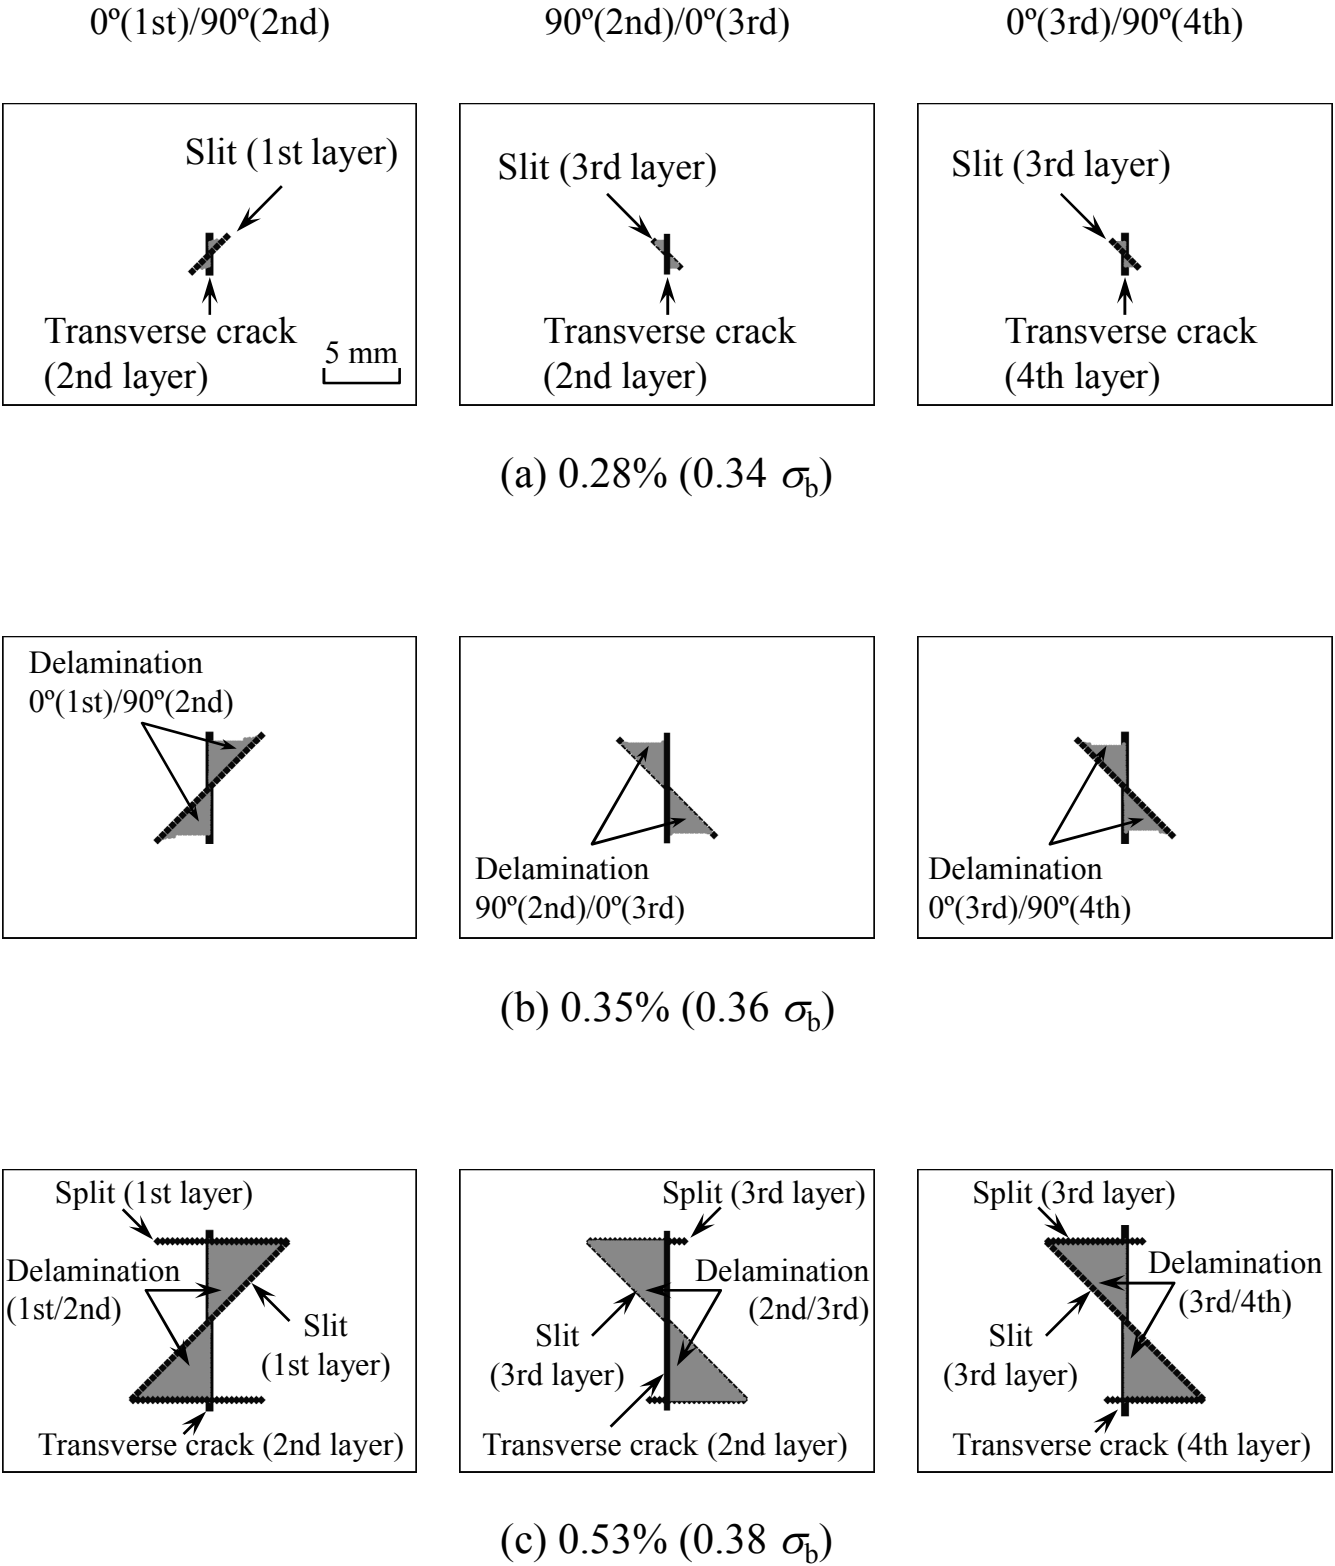 0º(1st)/90º(2nd)
90º(2nd)/0º(3rd)
0º(3rd)/90º(4th)
Slit (1st layer)
Transverse crack
(2nd layer)
5 mm
Slit (3rd layer)
Transverse crack
(2nd layer)
Slit (3rd layer)
Transverse crack
(4th layer)
(a) 0.28% (0.34 σb)
Delamination
0º(1st)/90º(2nd)
Delamination
90º(2nd)/0º(3rd)
Delamination
0º(3rd)/90º(4th)
(b) 0.35% (0.36 σb)
Split (1st layer)
Delamination
(1st/2nd)
Slit
(1st layer)
Transverse crack (2nd layer)
Split (3rd layer)
Delamination
(2nd/3rd)
Slit
(3rd layer)
Transverse crack (2nd layer)
Split (3rd layer)
Delamination
(3rd/4th)
Slit
(3rd layer)
Transverse crack (4th layer)
(c) 0.53% (0.38 σb)